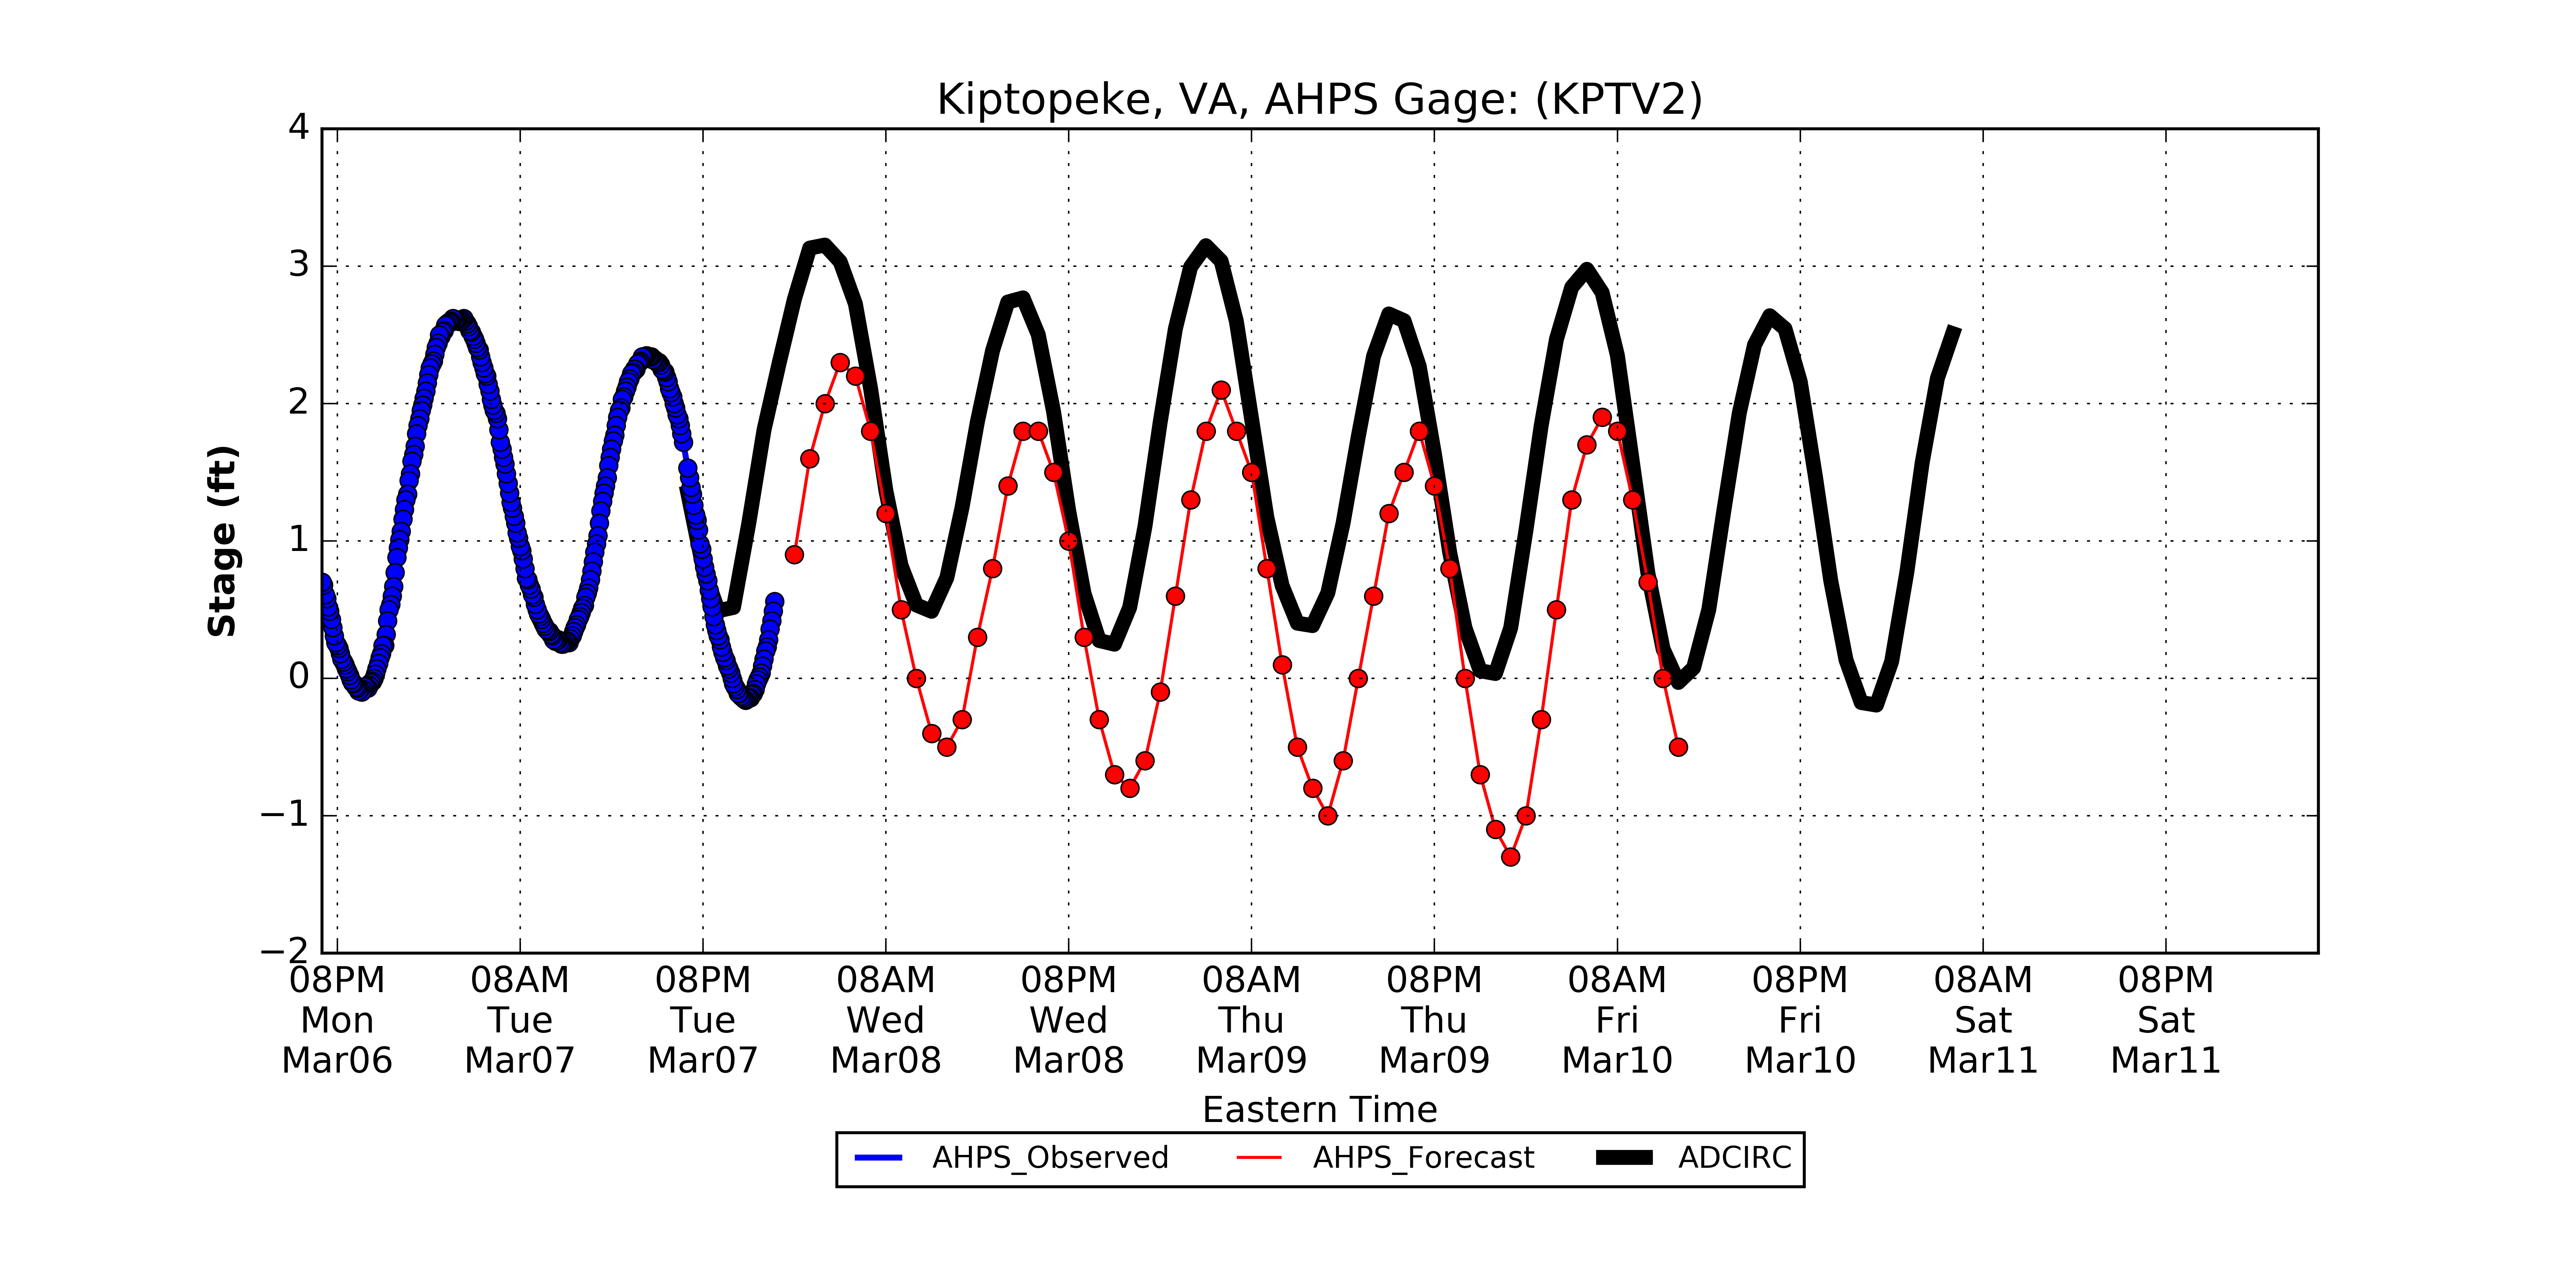 Kiptopeke, VA, AHPS Gage: (KPTV2)
4
3
2
1
0
−1
−2
Stage (ft)
08PM 08AM 08PM 08AM 08PM 08AM 08PM 08AM 08PM 08AM 08PM
Mon Tue Tue Wed Wed Thu Thu Fri Fri Sat Sat
Mar06 Mar07 Mar07 Mar08 Mar08 Mar09 Mar09 Mar10 Mar10 Mar11 Mar11
Eastern Time
AHPS_Observed AHPS_Forecast ADCIRC